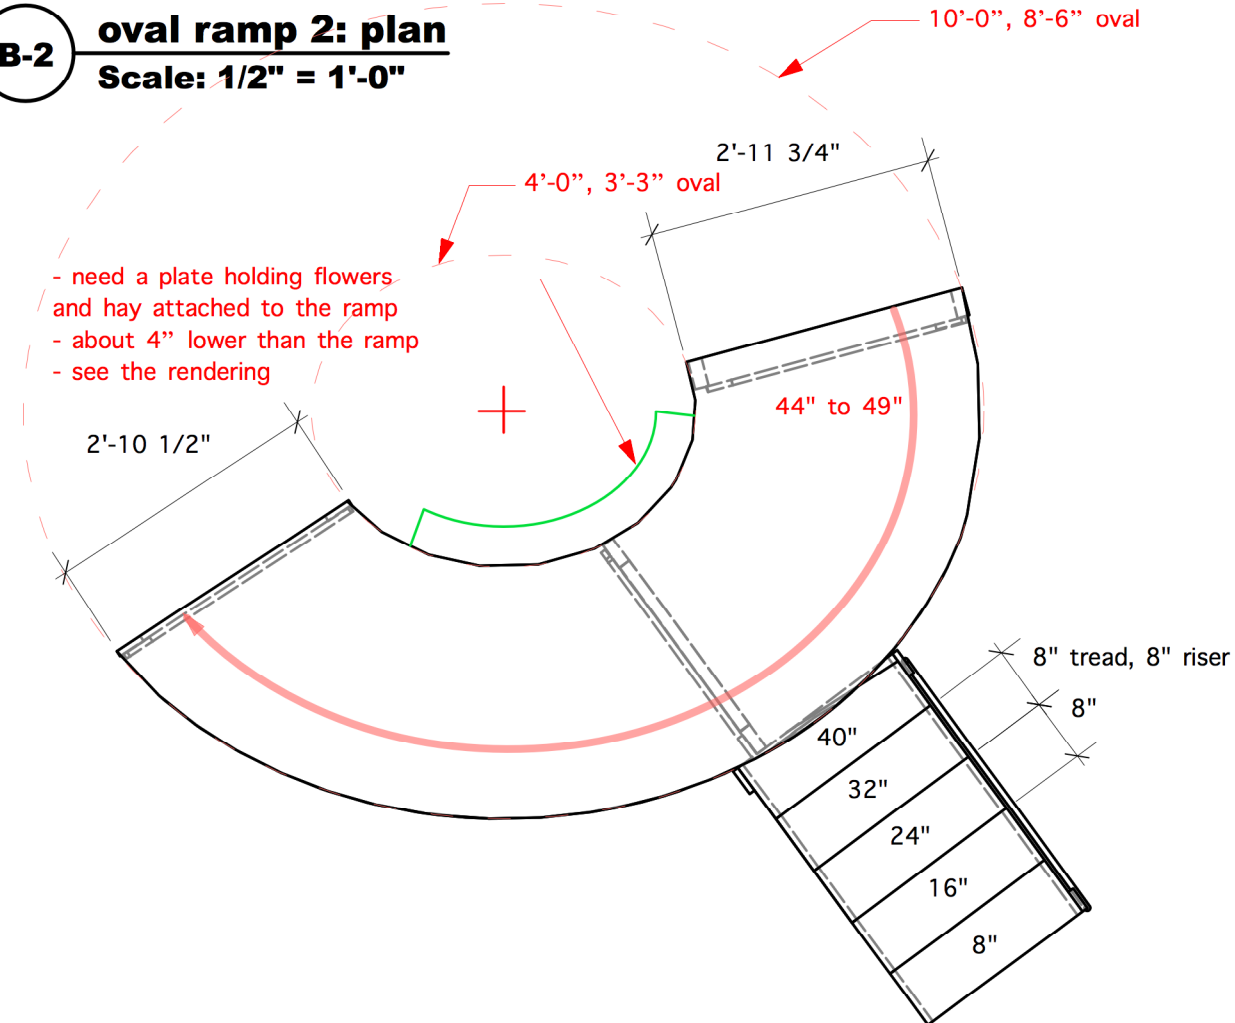 B-2
oval ramp 2: plan
Scale: 1/2" = 1'-0"
10’-0”, 8’-6” oval
2'-11 3/4"
4’-0”, 3’-3” oval
- need a plate holding flowers
and hay attached to the ramp
- about 4” lower than the ramp
- see the rendering
44" to 49"
2'-10 1/2"
8" tread, 8" riser
8"
40"
32"
24"
16"
8"